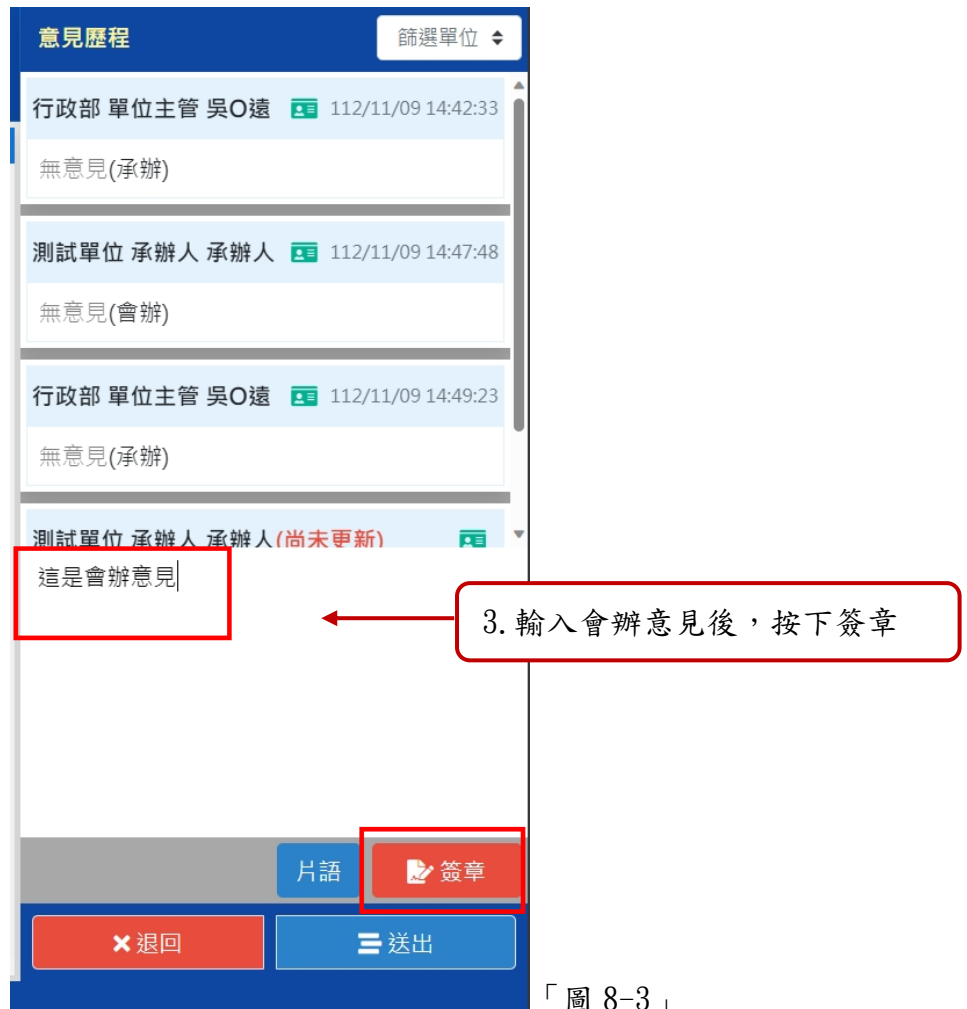 意見歷程
篩選單位
行政部 單位主管 吳O遠 112/11/09 14:42:33
無意見(承辦)
測試單位 承辦人 承辦人 112/11/09 14:47:48
無意見(會辦)
行政部 單位主管 吳O遠 112/11/09 14:49:23
無意見(承辦)
測試單位 承辦人 承辦人(尚未更新)
這是會辦意見
3.輸入會辦意見後，按下簽章
片語 簽章
退回 送出
「圖 8-3」